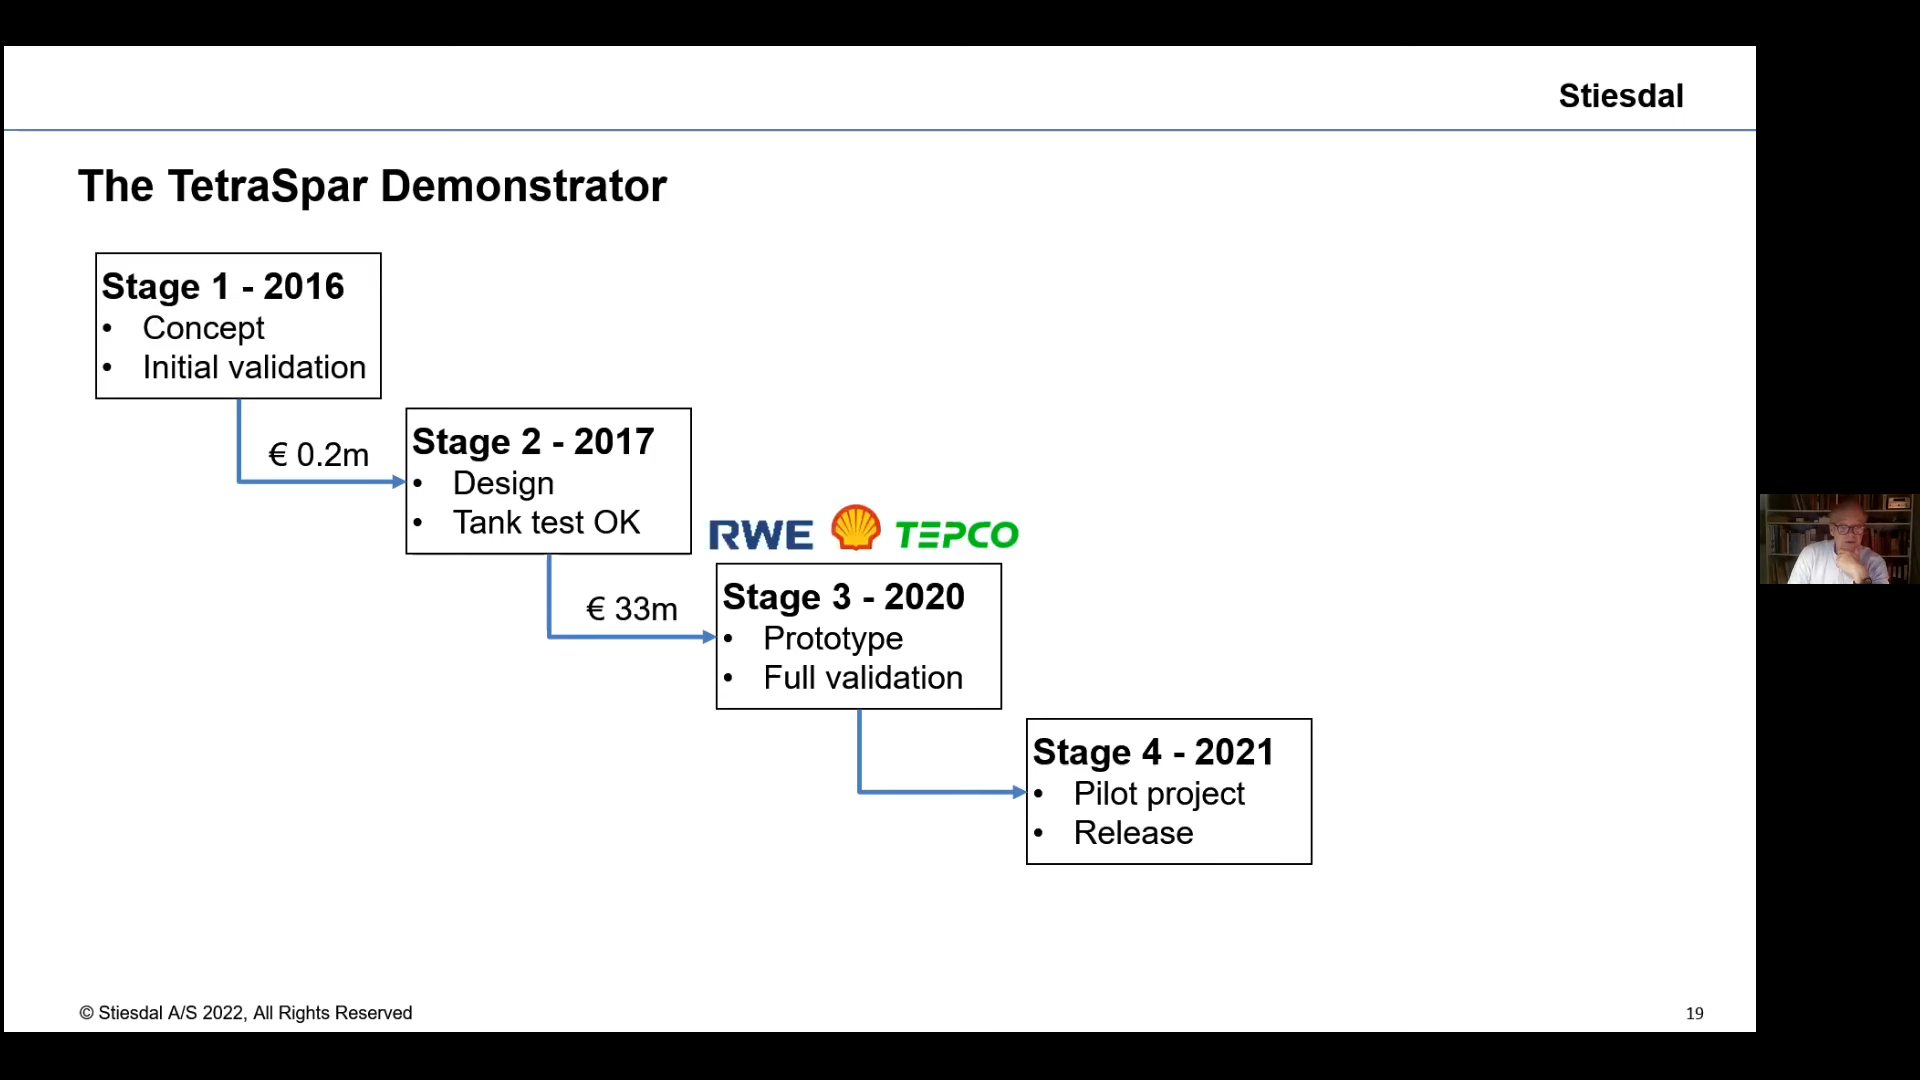 Stiesdal
The TetraSpar Demonstrator
Stage 1 - 2016
• Concept
• Initial validation
€ 0.2m
Stage 2 - 2017
• Design
• Tank test OK
RWE TEPCO
€ 33m
Stage 3 - 2020
• Prototype
• Full validation
Stage 4 - 2021
• Pilot project
• Release
© Stiesdal A/S 2022, All Rights Reserved
19